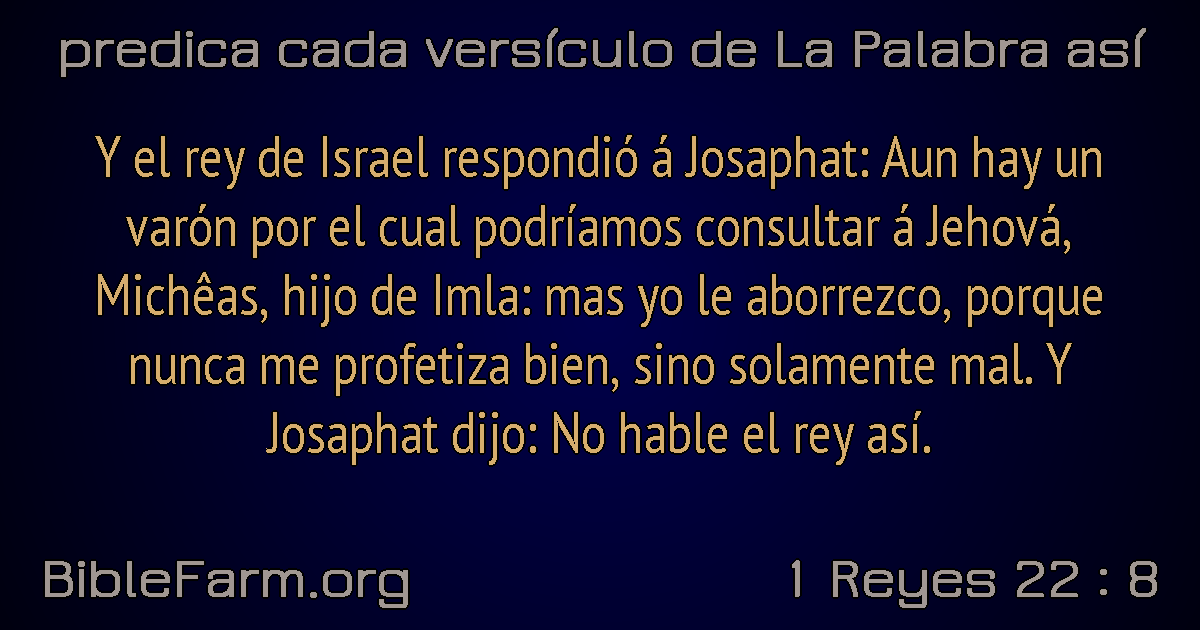 predica cada versículo de La Palabra así
Y el rey de Israel respondió á Josaphat: Aun hay un
varón por el cual podríamos consultar á Jehová,
Michêas, hijo de Imla: mas yo le aborrezco, porque
nunca me profetiza bien, sino solamente mal. Y
Josaphat dijo: No hable el rey así.
BibleFarm.org
1 Reyes 22 : 8